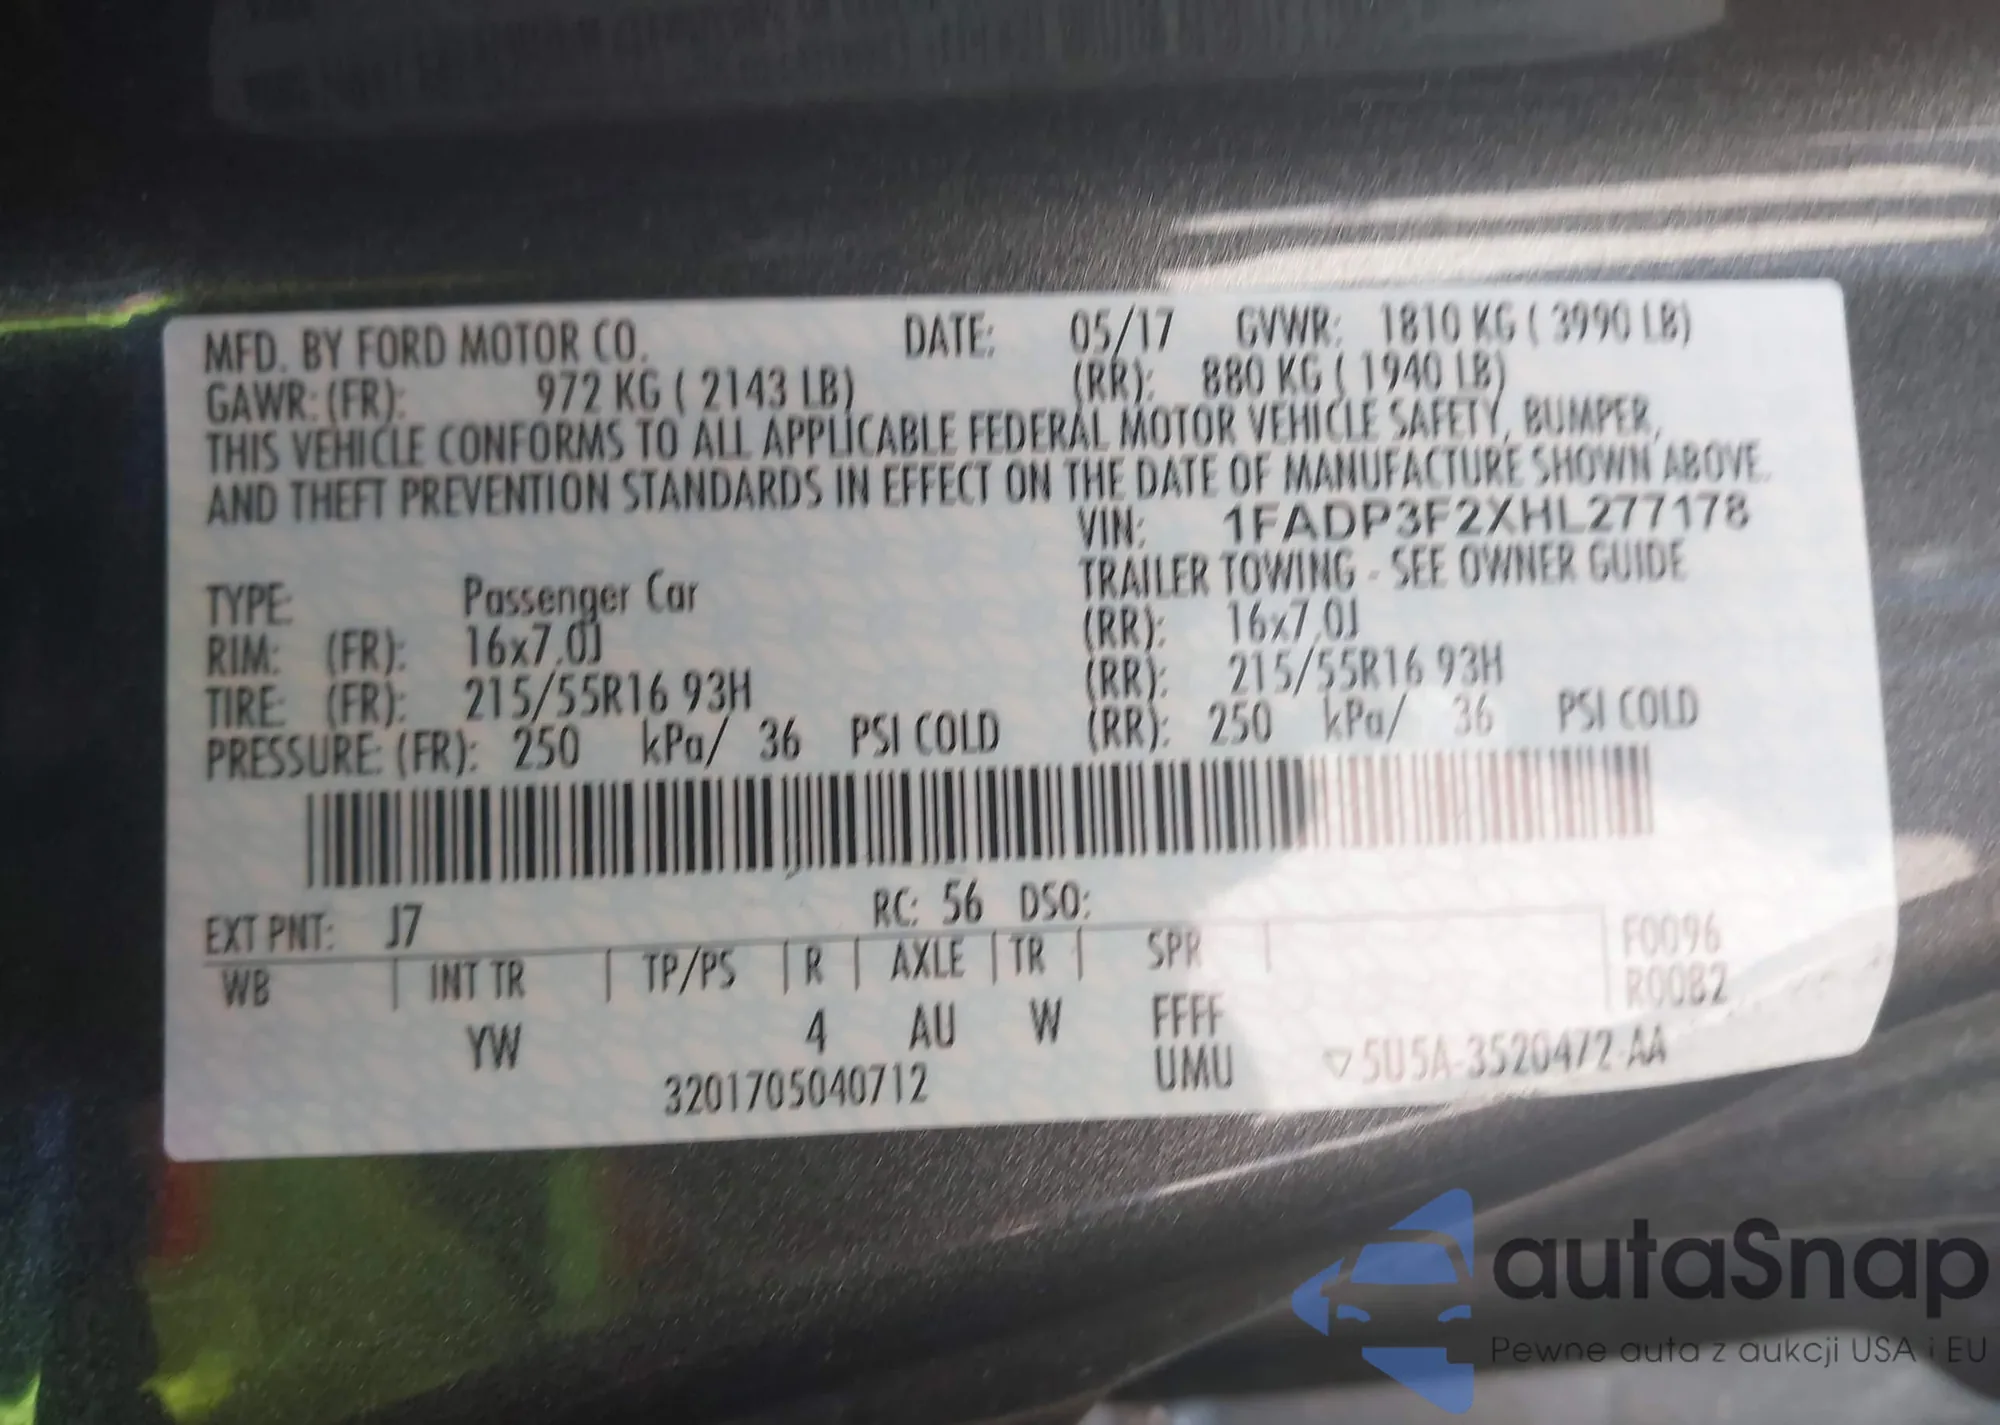 MFD. BY FORD MOTOR CO. DATE: 05/17 GVWR: 1810 KG ( 3990 LB)
GAWR: (FR): 972 KG ( 2143 LB) (RR): 880 KG ( 1940 LB)
THIS VEHICLE CONFORMS TO ALL APPLICABLE FEDERAL MOTOR VEHICLE SAFETY, BUMPER,
AND THEFT PREVENTION STANDARDS IN EFFECT ON THE DATE OF MANUFACTURE SHOWN ABOVE.
VIN: 1FADP3F2XHL277178
TYPE: Passenger Car TRAILER TOWING - SEE OWNER GUIDE
RIM: (FR): 16x7.0J (RR): 16x7.0J
TIRE: (FR): 215/55R16 93H (RR): 215/55R16 93H
PRESSURE: (FR): 250 kPa/ 36 PSI COLD (RR): 250 kPa/ 36 PSI COLD
EXT PNT: J7 RC: 56 DSO:
WB | INT TR | TP/PS | R | AXLE | TR | SPR | F0096
R00B2
YW 4 AU W FFFF
3201705040712 UMU ▽5U5A-3520472-AA
autaSnap
Pewne auta z aukcji USA i EU